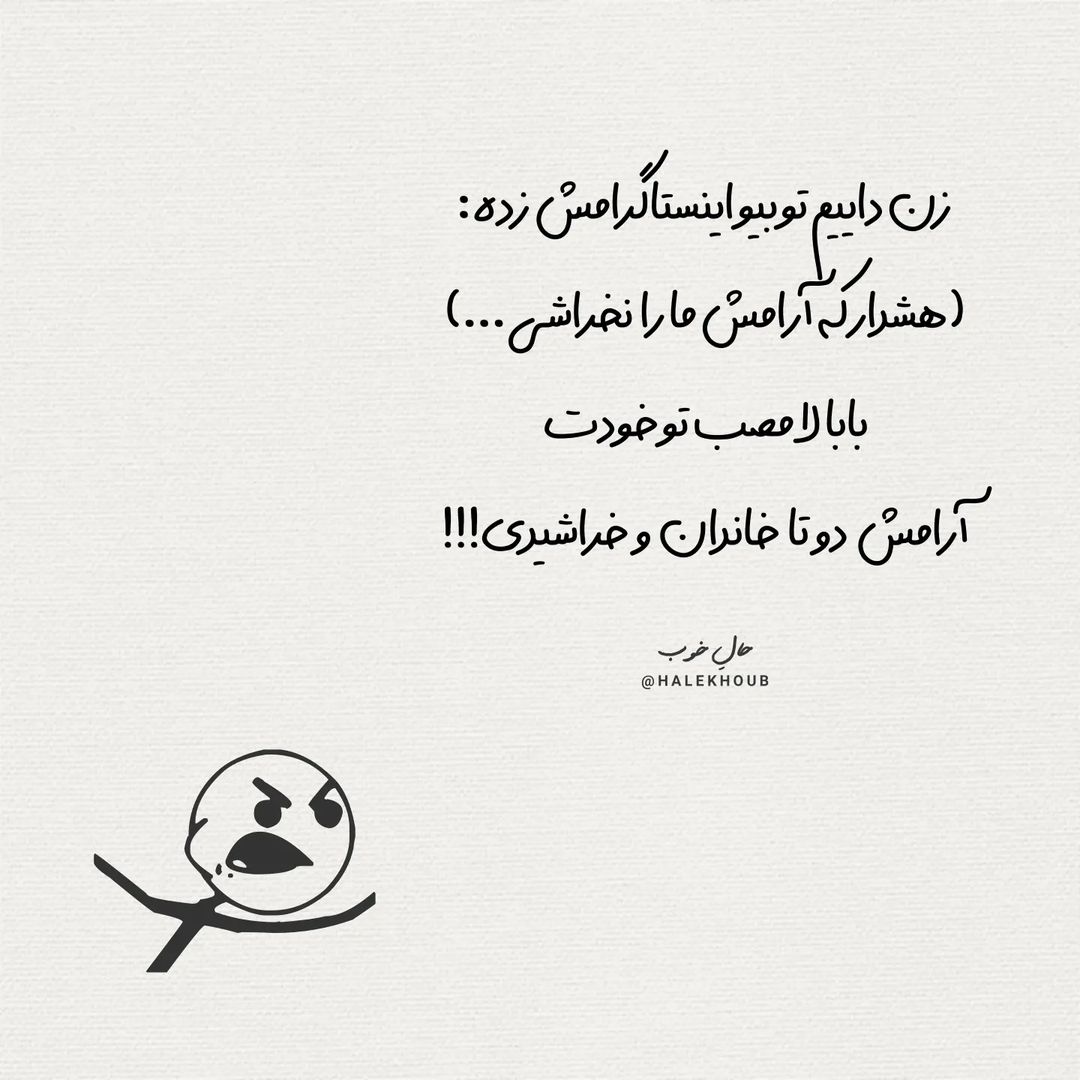 زن داییم تو بیو اینستاگرامش زده:
(هشدار که آرامش ما را نخراشی ...)
بابا لامصب تو خودت
آرامش دو تا خاندان و خراشیدی!!!
حالِ خوب
@HALEKHOUB